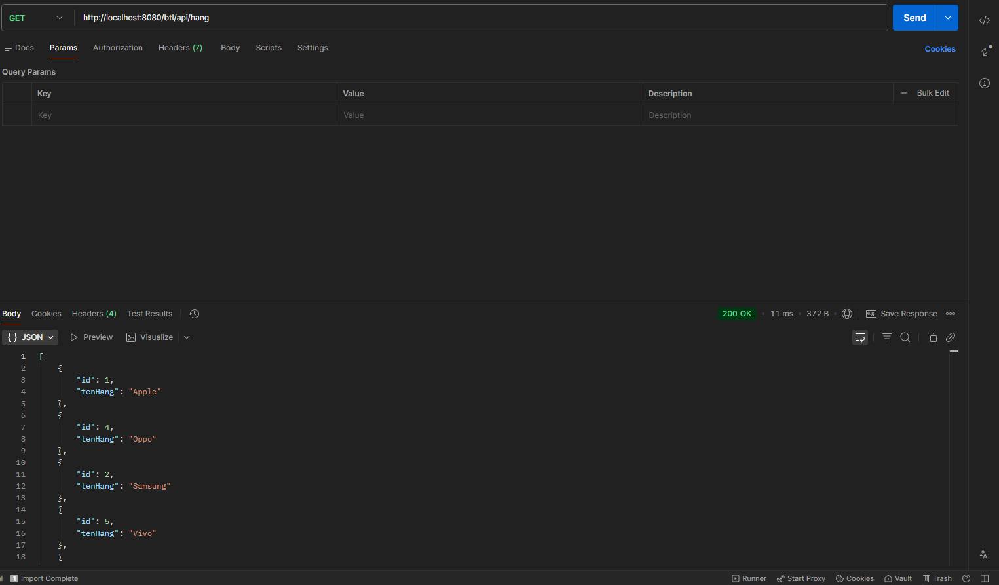 GET http://localhost:8080/btl/api/hang Send
Docs Params Authorization Headers (7) Body Scripts Settings Cookies
Query Params
Key Value Description Bulk Edit
Key Value Description
Body Cookies Headers (4) Test Results 200 OK 11 ms 372 B e.g. Save Response
{} JSON Preview Visualize
1 [
2 {
3 "id": 1,
4 "tenHang": "Apple"
5 },
6 {
7 "id": 4,
8 "tenHang": "Oppo"
9 },
10 {
11 "id": 2,
12 "tenHang": "Samsung"
13 },
14 {
15 "id": 5,
16 "tenHang": "Vivo"
17 },
18 {
AI
1 Import Complete Runner Start Proxy Cookies Vault Trash